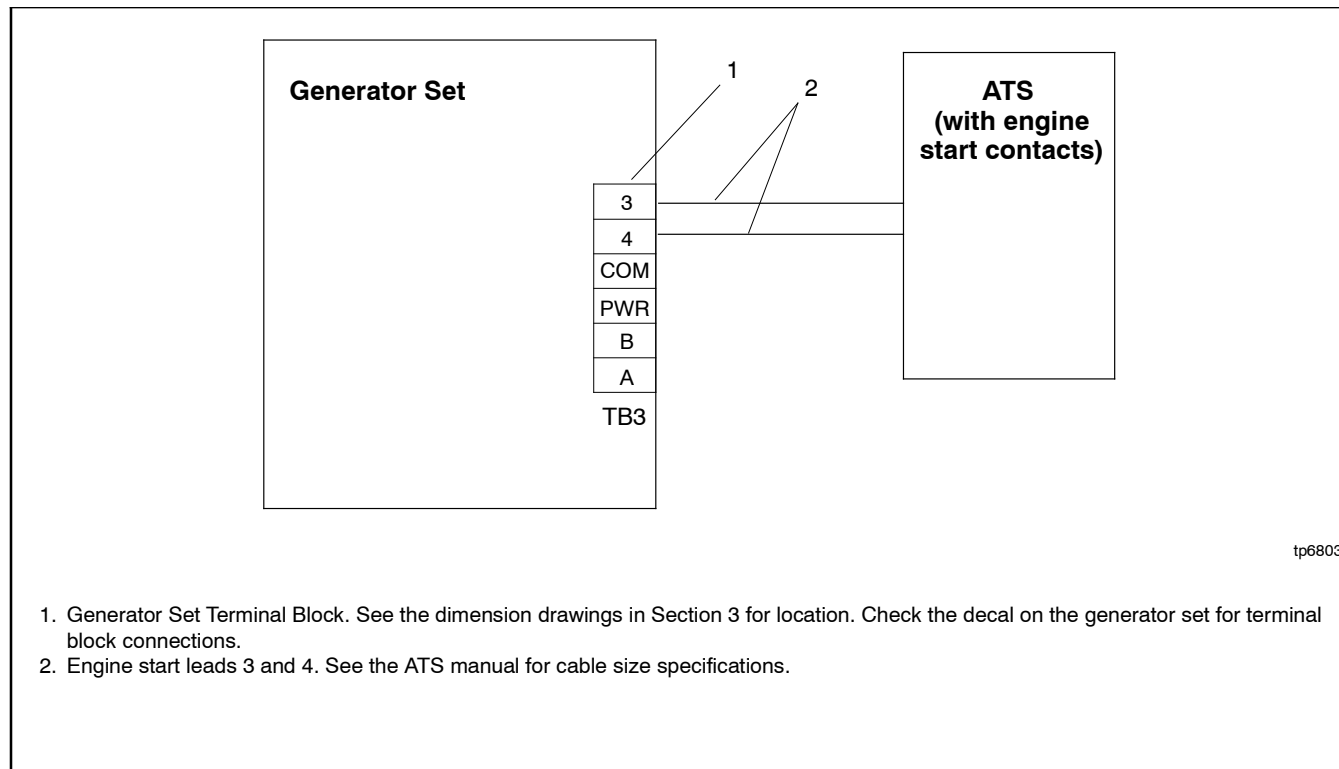 Generator Set
1
2
ATS
(with engine
start contacts)
3
4
COM
PWR
B
A
TB3
tp6803
1. Generator Set Terminal Block. See the dimension drawings in Section 3 for location. Check the decal on the generator set for terminal
block connections.
2. Engine start leads 3 and 4. See the ATS manual for cable size specifications.